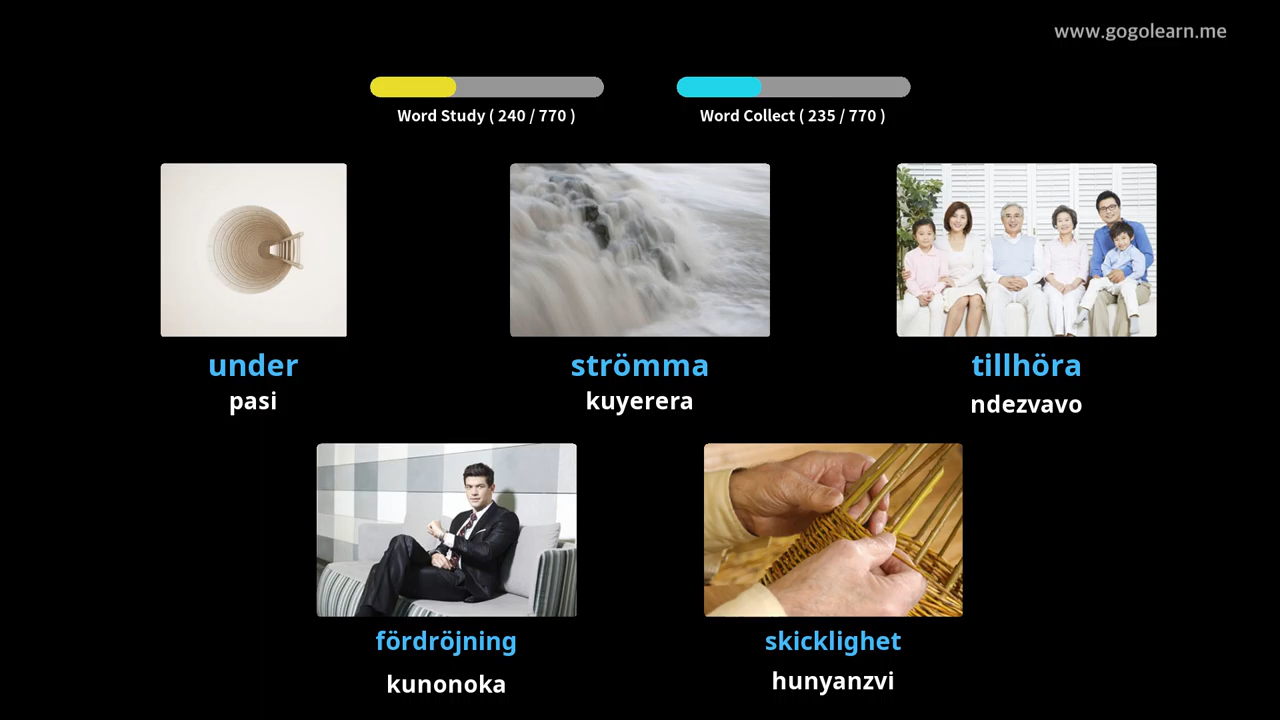 www.gogolearn.me
Word Study ( 240 / 770 )
Word Collect ( 235 / 770 )
under
pasi
strömma
kuyerera
tillhöra
ndezvavo
fördröjning
kunonoka
skicklighet
hunyanzvi